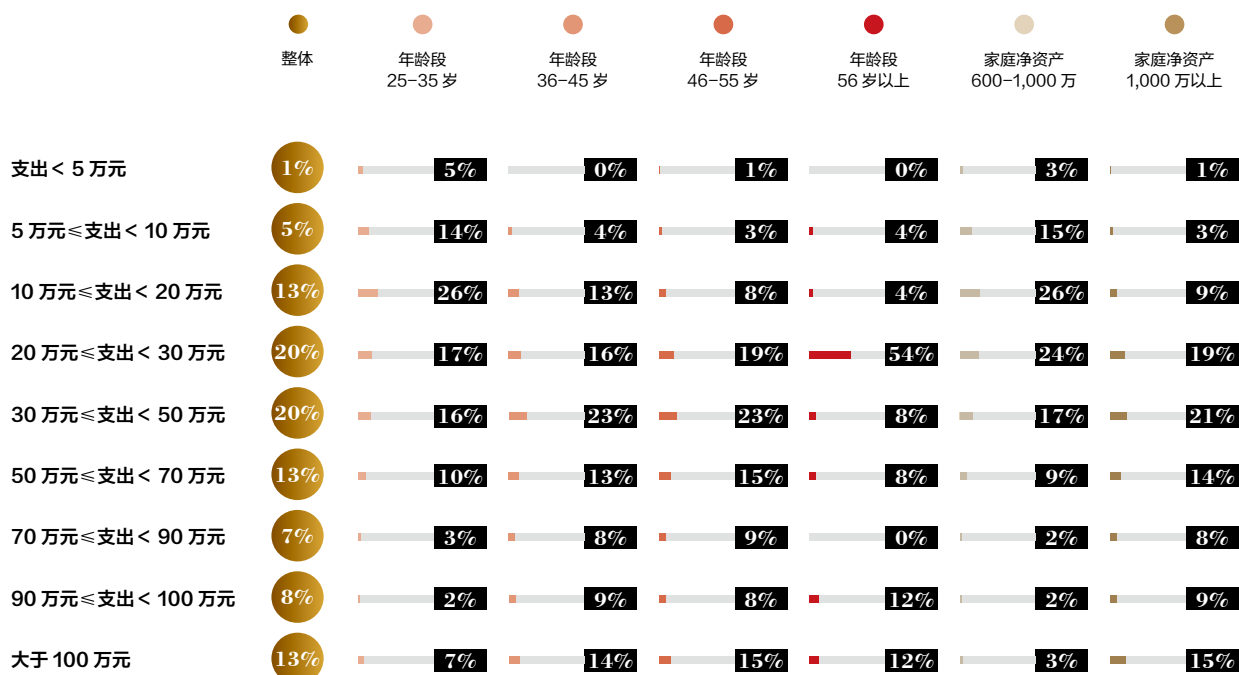 整体 年龄段 年龄段 年龄段 年龄段 家庭净资产 家庭净资产
25-35 岁 36-45 岁 46-55 岁 56 岁以上 600-1,000 万 1,000 万以上
支出< 5 万元 1% 5% 0% 1% 0% 3% 1%
5 万元≤支出< 10 万元 5% 14% 4% 3% 4% 15% 3%
10 万元≤支出< 20 万元 13% 26% 13% 8% 4% 26% 9%
20 万元≤支出< 30 万元 20% 17% 16% 19% 54% 24% 19%
30 万元≤支出< 50 万元 20% 16% 23% 23% 8% 17% 21%
50 万元≤支出< 70 万元 13% 10% 13% 15% 8% 9% 14%
70 万元≤支出< 90 万元 7% 3% 8% 9% 0% 2% 8%
90 万元≤支出< 100 万元 8% 2% 9% 8% 12% 2% 9%
大于 100 万元 13% 7% 14% 15% 12% 3% 15%